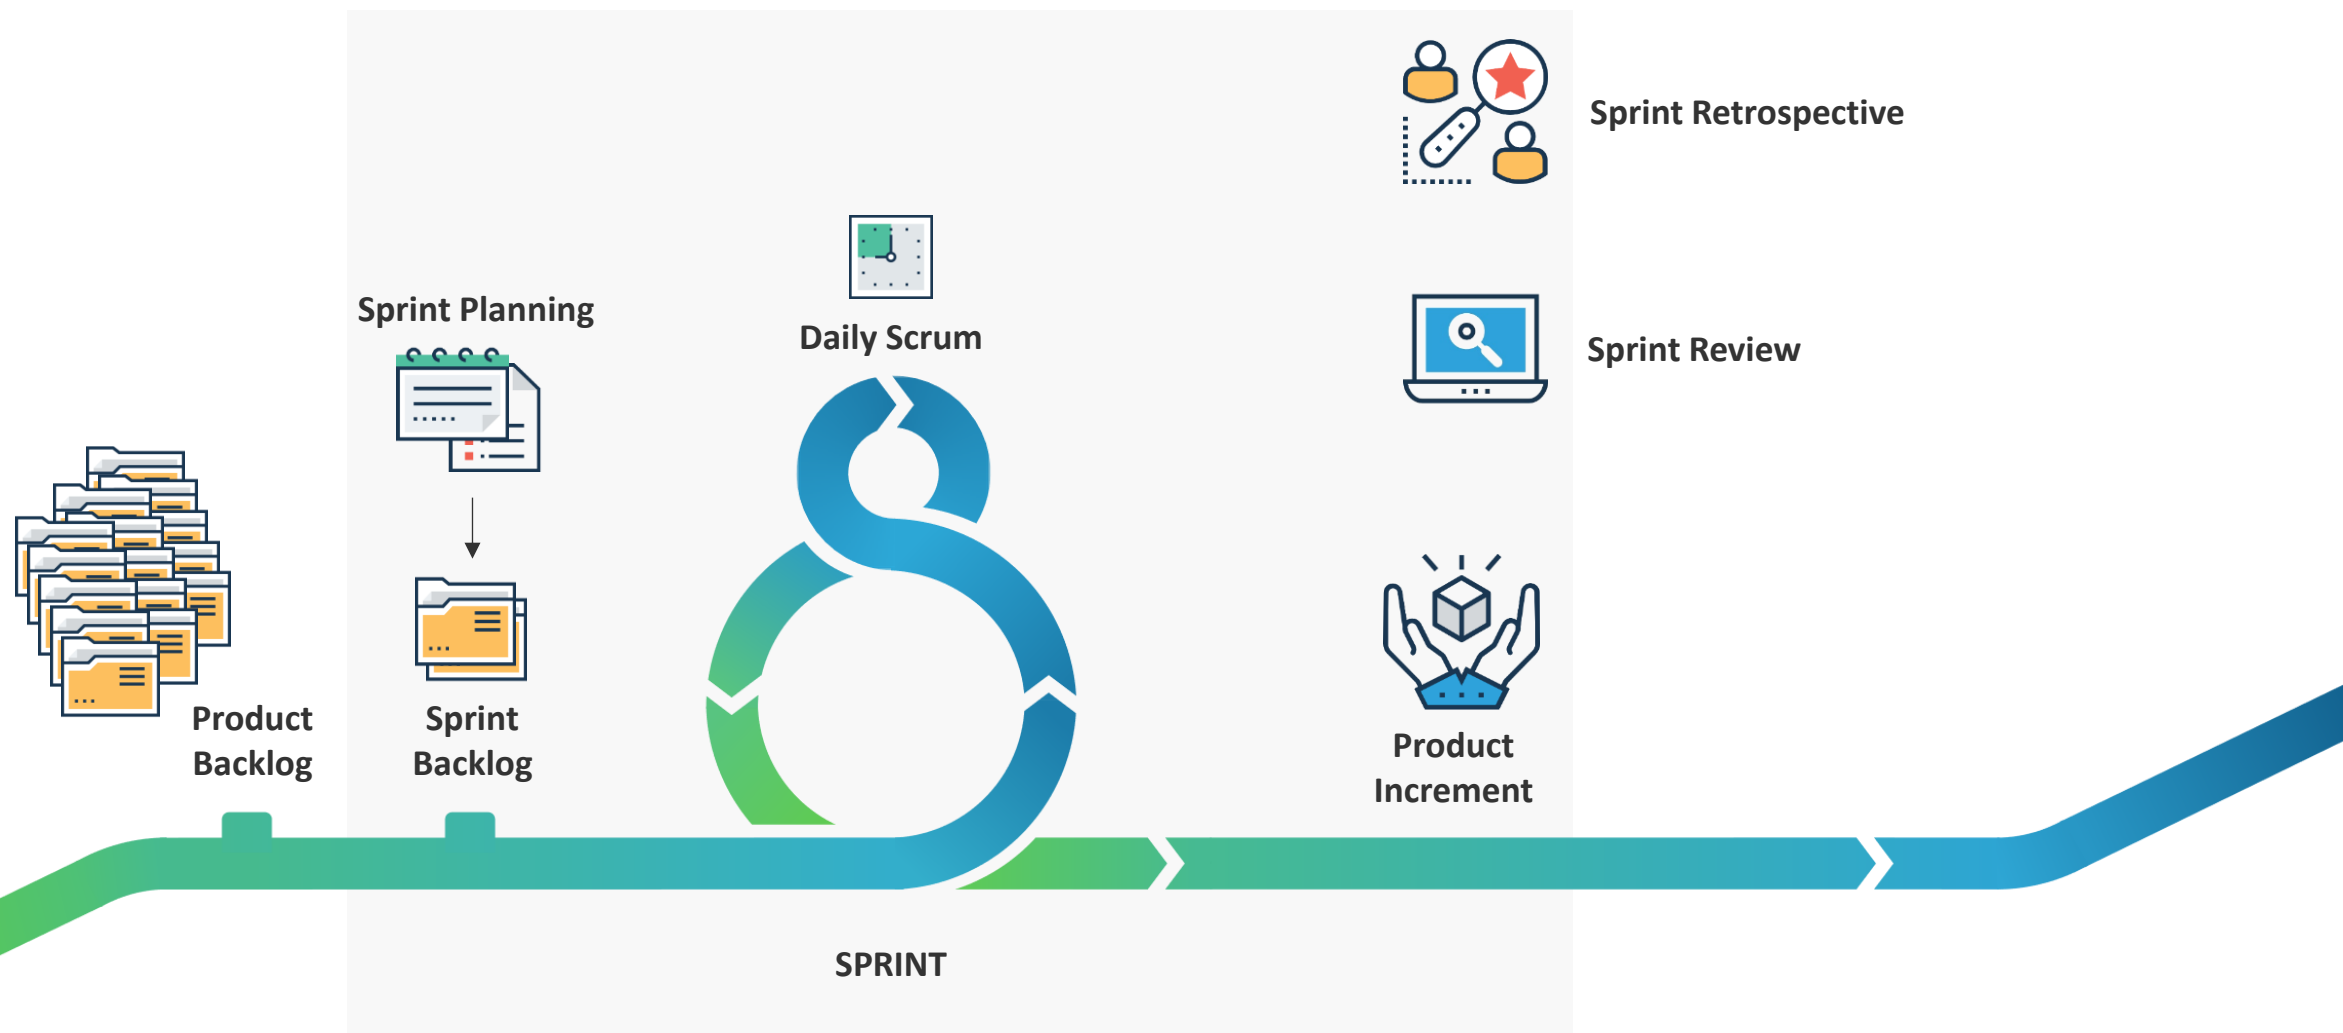 Sprint Retrospective
Sprint Planning
Daily Scrum
Sprint Review
Product
Backlog
Sprint
Backlog
Product
Increment
SPRINT